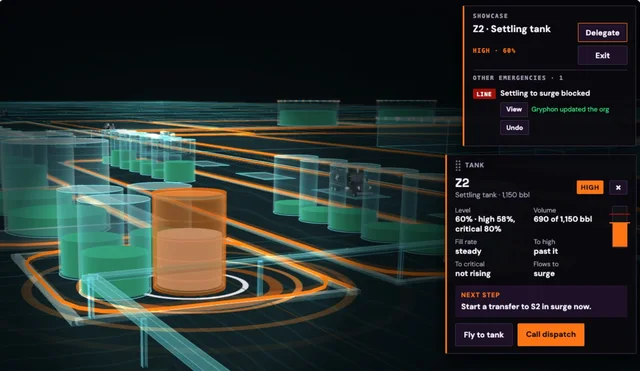 SHOWCASE
Z2 · Settling tank
Delegate
HIGH · 60%
Exit
OTHER EMERGENCIES · 1
LINE
Settling to surge blocked
View
Gryphon updated the org
Undo
TANK
Z2
Settling tank · 1,150 bbl
HIGH
×
Level
60% · high 58%,
critical 80%
Volume
690 of 1,150 bbl
Fill rate
steady
To high
past it
To critical
not rising
Flows to
surge
NEXT STEP
Start a transfer to S2 in surge now.
Fly to tank
Call dispatch